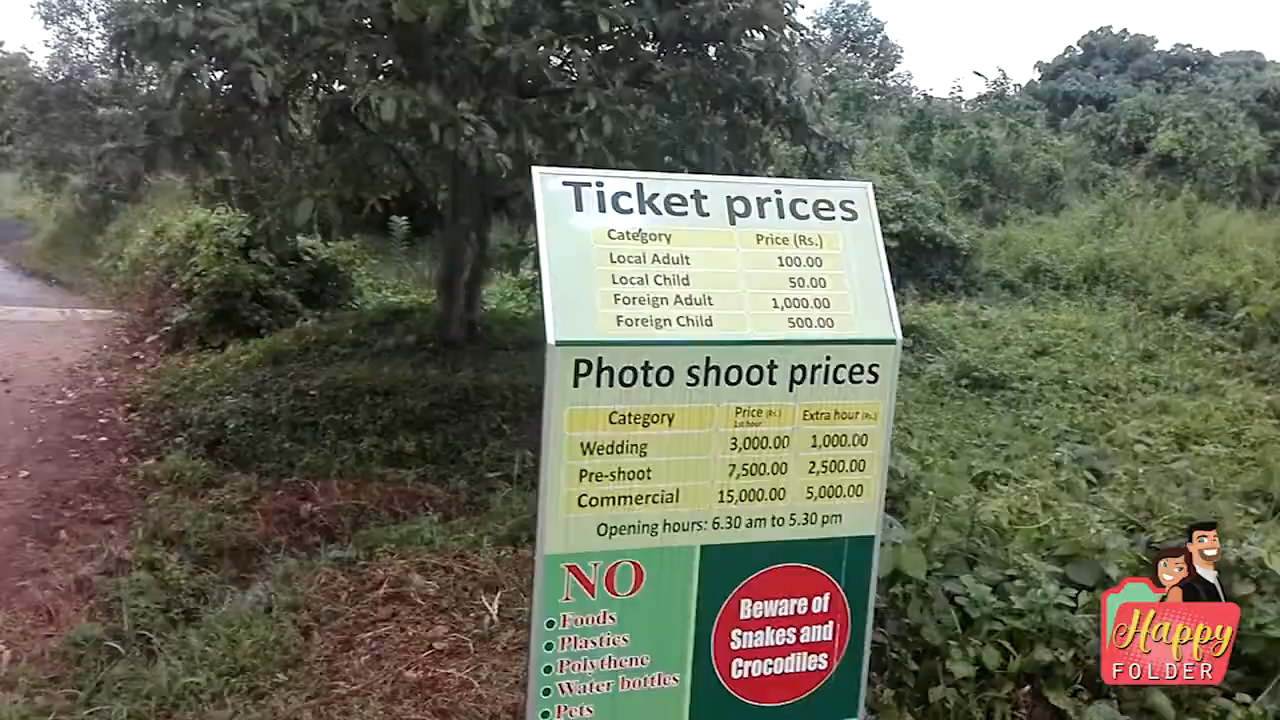 Ticket prices
Category Price (Rs.)
Local Adult 100.00
Local Child 50.00
Foreign Adult 1,000.00
Foreign Child 500.00
Photo shoot prices
Category Price (Rs.) 1st hour Extra hour (Rs.)
Wedding 3,000.00 1,000.00
Pre-shoot 7,500.00 2,500.00
Commercial 15,000.00 5,000.00
Opening hours: 6.30 am to 5.30 pm
NO
Foods
Plastics
Polythene
Water bottles
Pets
Beware of
Snakes and
Crocodiles
Happy
FOLDER